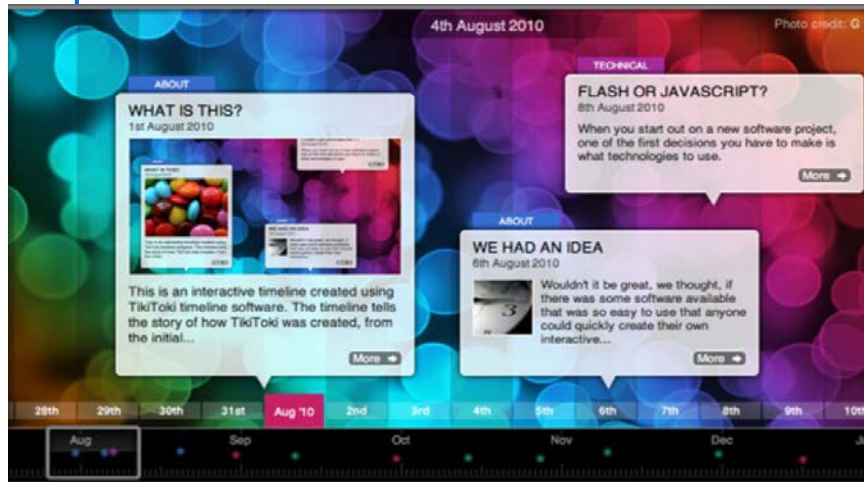 4th August 2010
Photo credit: G
ABOUT
WHAT IS THIS?
1st August 2010
This is an interactive timeline created using
TikiToki timeline software. The timeline tells
the story of how TikiToki was created, from
the initial...
More
TECHNICAL
FLASH OR JAVASCRIPT?
8th August 2010
When you start out on a new software project,
one of the first decisions you have to make is
what technologies to use.
More
ABOUT
WE HAD AN IDEA
6th August 2010
3
Wouldn't it be great, we thought, if
there was some software available
that was so easy to use that anyone
could quickly create their own
interactive...
More
28th 29th 30th 31st Aug '10 2nd 3rd 4th 5th 6th 7th 8th 9th 10th
Aug Sep Oct Nov Dec